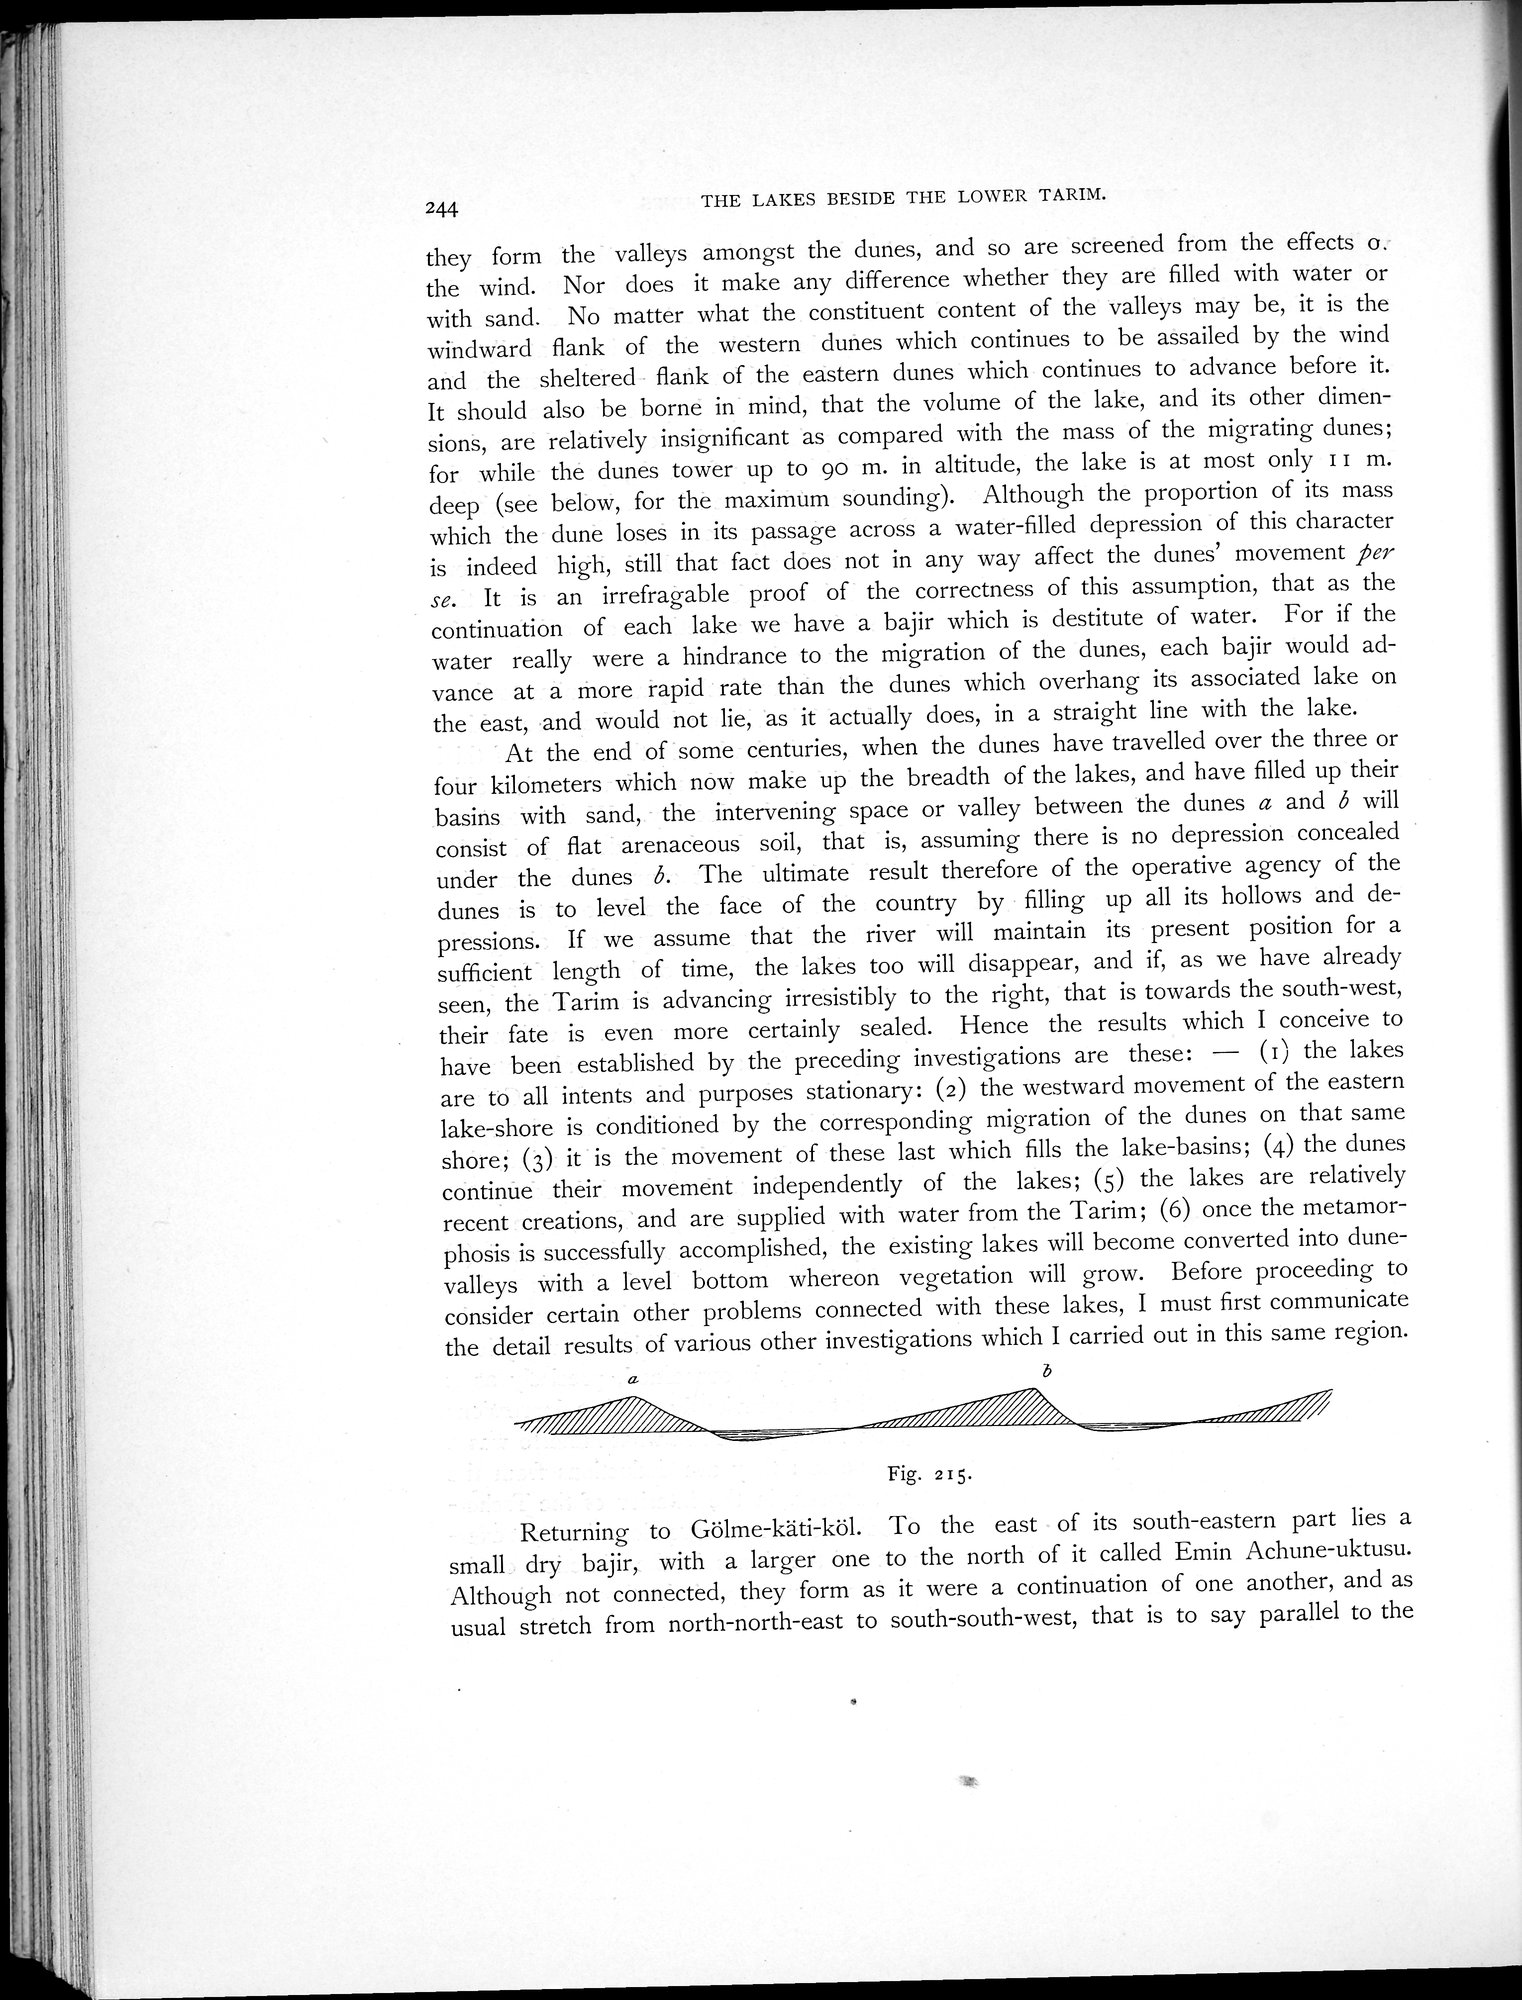 244
THE LAKES BESIDE THE LOWER TARIM.
they form the valleys amongst the dunes, and so are screened from the effects o.
the wind. Nor does it make any difference whether they are filled with water or
with sand. No matter what the constituent content of the valleys may be, it is the
windward flank of the western dunes which continues to be assailed by the wind
and the sheltered flank of the eastern dunes which continues to advance before it.
It should also be borne in mind, that the volume of the lake, and its other dimen-
sions, are relatively insignificant as compared with the mass of the migrating dunes;
for while the dunes tower up to 90 m. in altitude, the lake is at most only 11 m.
deep (see below, for the maximum sounding). Although the proportion of its mass
which the dune loses in its passage across a water-filled depression of this character
is indeed high, still that fact does not in any way affect the dunes' movement per
se. It is an irrefragable proof of the correctness of this assumption, that as the
continuation of each lake we have a bajir which is destitute of water. For if the
water really were a hindrance to the migration of the dunes, each bajir would ad-
vance at a more rapid rate than the dunes which overhang its associated lake on
the east, and would not lie, as it actually does, in a straight line with the lake.
At the end of some centuries, when the dunes have travelled over the three or
four kilometers which now make up the breadth of the lakes, and have filled up their
basins with sand, the intervening space or valley between the dunes a and b will
consist of flat arenaceous soil, that is, assuming there is no depression concealed
under the dunes b. The ultimate result therefore of the operative agency of the
dunes is to level the face of the country by filling up all its hollows and de-
pressions. If we assume that the river will maintain its present position for a
sufficient length of time, the lakes too will disappear, and if, as we have already
seen, the Tarim is advancing irresistibly to the right, that is towards the south-west,
their fate is even more certainly sealed. Hence the results which I conceive to
have been established by the preceding investigations are these: — (1) the lakes
are to all intents and purposes stationary: (2) the westward movement of the eastern
lake-shore is conditioned by the corresponding migration of the dunes on that same
shore; (3) it is the movement of these last which fills the lake-basins; (4) the dunes
continue their movement independently of the lakes; (5) the lakes are relatively
recent creations, and are supplied with water from the Tarim; (6) once the metamor-
phosis is successfully accomplished, the existing lakes will become converted into dune-
valleys with a level bottom whereon vegetation will grow. Before proceeding to
consider certain other problems connected with these lakes, I must first communicate
the detail results of various other investigations which I carried out in this same region.
a
b
Fig. 215.
Returning to Gölme-käti-köl. To the east of its south-eastern part lies a
small dry bajir, with a larger one to the north of it called Emin Achune-uktusu.
Although not connected, they form as it were a continuation of one another, and as
usual stretch from north-north-east to south-south-west, that is to say parallel to the